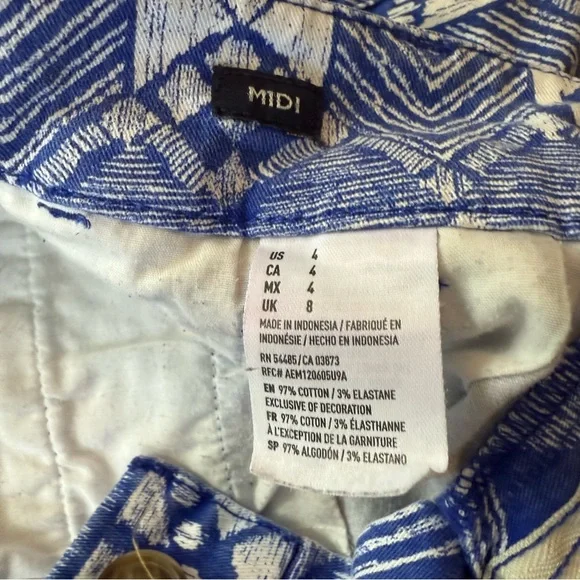 MIDI
US 4
CA 4
MX 4
UK 8
MADE IN INDONESIA / FABRIQUÉ EN
INDONÉSIE / HECHO EN INDONESIA
RN 54485/CA 03873
RFC# AEM120605U9A
EN 97% COTTON / 3% ELASTANE
EXCLUSIVE OF DECORATION
FR 97% COTON / 3% ÉLASTHANNE
À L'EXCEPTION DE LA GARNITURE
SP 97% ALGODÓN / 3% ELASTANO